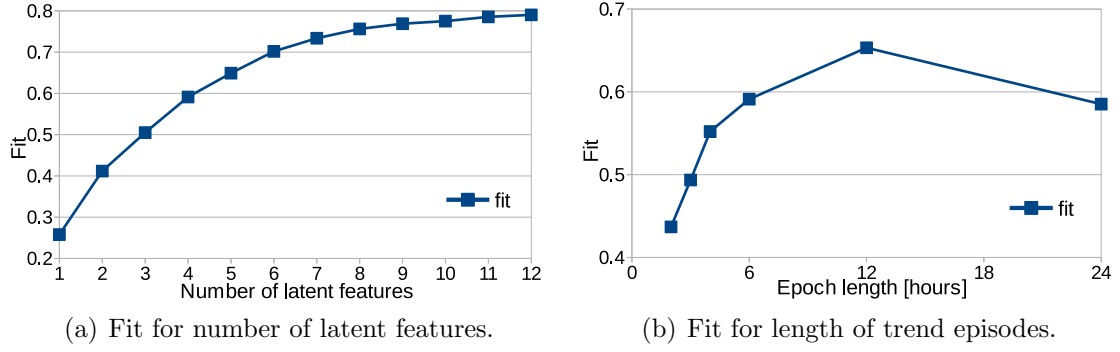 0.8
0.7
0.6
0.5
0.4
0.3
0.2
Fit
fit
1 2 3 4 5 6 7 8 9 10 11 12
Number of latent features
(a) Fit for number of latent features.
0.7
0.6
0.5
0.4
Fit
fit
0 6 12 18 24
Epoch length [hours]
(b) Fit for length of trend episodes.